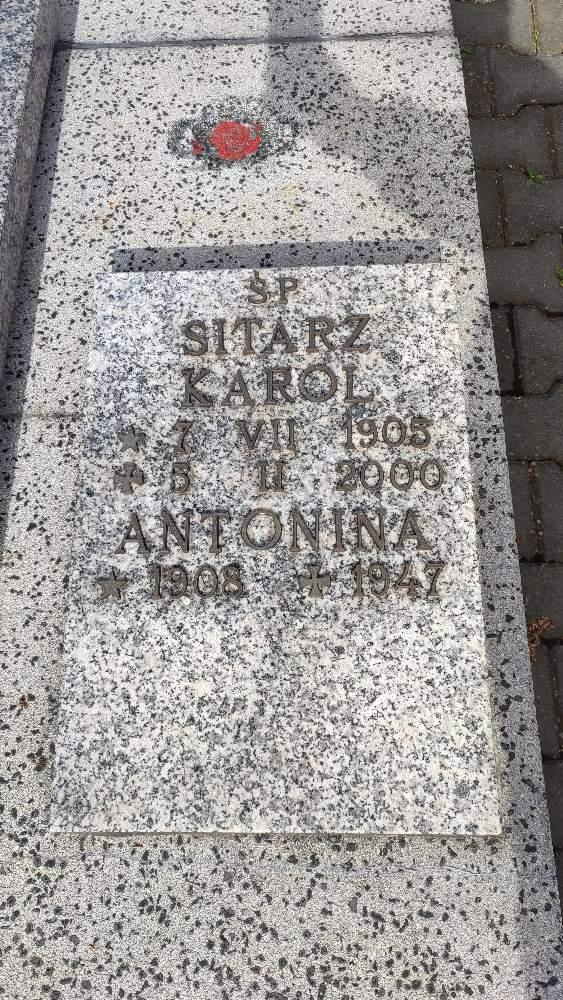 ŚP
SITARZ
KAROL
★ 7 VII 1905
✠ 5 II 2000
ANTONINA
★ 1908 ✠ 1947